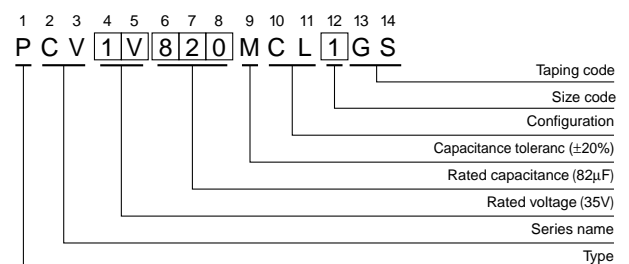 1 2 3 4 5 6 7 8 9 10 11 12 13 14
P C V 1 V 8 2 0 M C L 1 G S
Taping code
Size code
Configuration
Capacitance toleranc (±20%)
Rated capacitance (82µF)
Rated voltage (35V)
Series name
Type